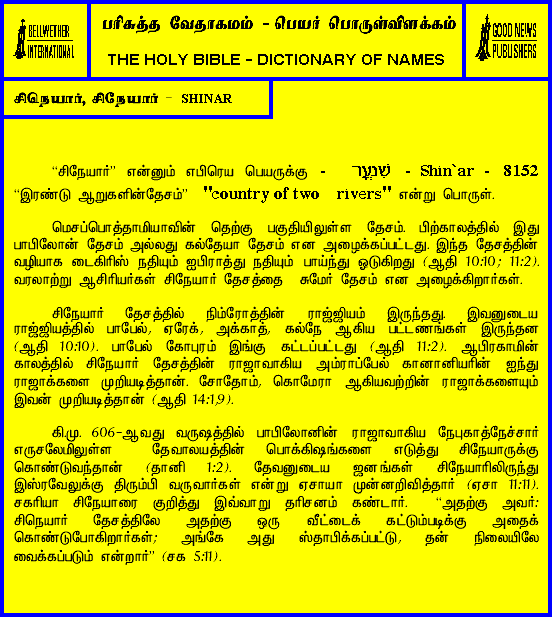 BELLWETHER
INTERNATIONAL
பரிசுத்த வேதாகமம் - பெயர் பொருள்விளக்கம்
THE HOLY BIBLE - DICTIONARY OF NAMES
GOOD NEWS
PUBLISHERS
சிநெயார், சிநேயார் - SHINAR
“சிநேயார்” என்னும் எபிரெய பெயருக்கு - שׁנער - Shin`ar - 8152
“இரண்டு ஆறுகளின்தேசம்” "country of two rivers" என்று பொருள்.
மெசப்பொத்தாமியாவின் தெற்கு பகுதியிலுள்ள தேசம். பிற்காலத்தில் இது
பாபிலோன் தேசம் அல்லது கல்தேயா தேசம் என அழைக்கப்பட்டது. இந்த தேசத்தின்
வழியாக டைகிரிஸ் நதியும் ஐபிராத்து நதியும் பாய்ந்து ஓடுகிறது (ஆதி 10:10; 11:2).
வரலாற்று ஆசிரியர்கள் சிநேயார் தேசத்தை சுமேர் தேசம் என அழைக்கிறார்கள்.
சிநேயார் தேசத்தில் நிம்ரோத்தின் ராஜ்ஜியம் இருந்தது. இவனுடைய
ராஜ்ஜியத்தில் பாபேல், ஏரேக், அக்காத், கல்நே ஆகிய பட்டணங்கள் இருந்தன
(ஆதி 10:10). பாபேல் கோபுரம் இங்கு கட்டப்பட்டது (ஆதி 11:2). ஆபிரகாமின்
காலத்தில் சிநேயார் தேசத்தின் ராஜாவாகிய அம்ராப்பேல் கானானியரின் ஐந்து
ராஜாக்களை முறியடித்தான். சோதோம், கொமேரா ஆகியவற்றின் ராஜாக்களையும்
இவன் முறியடித்தான் (ஆதி 14:1,9).
கி.மு. 606-ஆவது வருஷத்தில் பாபிலோனின் ராஜாவாகிய நேபுகாத்நேச்சார்
எருசலேமிலுள்ள தேவாலயத்தின் பொக்கிஷங்களை எடுத்து சிநேயாருக்கு
கொண்டுவந்தான் (தானி 1:2). தேவனுடைய ஜனங்கள் சிநேயாரிலிருந்து
இஸ்ரவேலுக்கு திரும்பி வருவார்கள் என்று ஏசாயா முன்னறிவித்தார் (ஏசா 11:11).
சகரியா சிநேயாரை குறித்து இவ்வாறு தரிசனம் கண்டார். “அதற்கு அவர்:
சிநெயார் தேசத்திலே அதற்கு ஒரு வீட்டைக் கட்டும்படிக்கு அதைக்
கொண்டுபோகிறார்கள்; அங்கே அது ஸ்தாபிக்கப்பட்டு, தன் நிலையிலே
வைக்கப்படும் என்றார்” (சக 5:11).